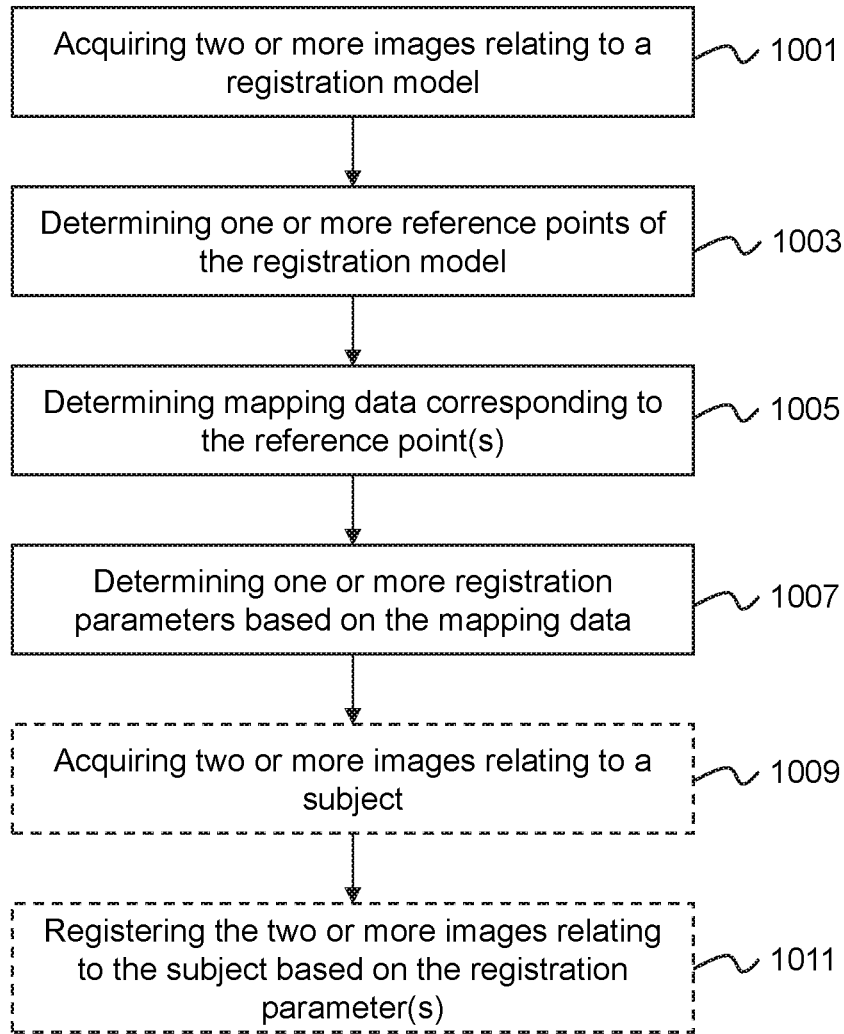 Acquiring two or more images relating to a
registration model
1001
Determining one or more reference points of
the registration model
1003
Determining mapping data corresponding to
the reference point(s)
1005
Determining one or more registration
parameters based on the mapping data
1007
Acquiring two or more images relating to a
subject
1009
Registering the two or more images relating
to the subject based on the registration
parameter(s)
1011